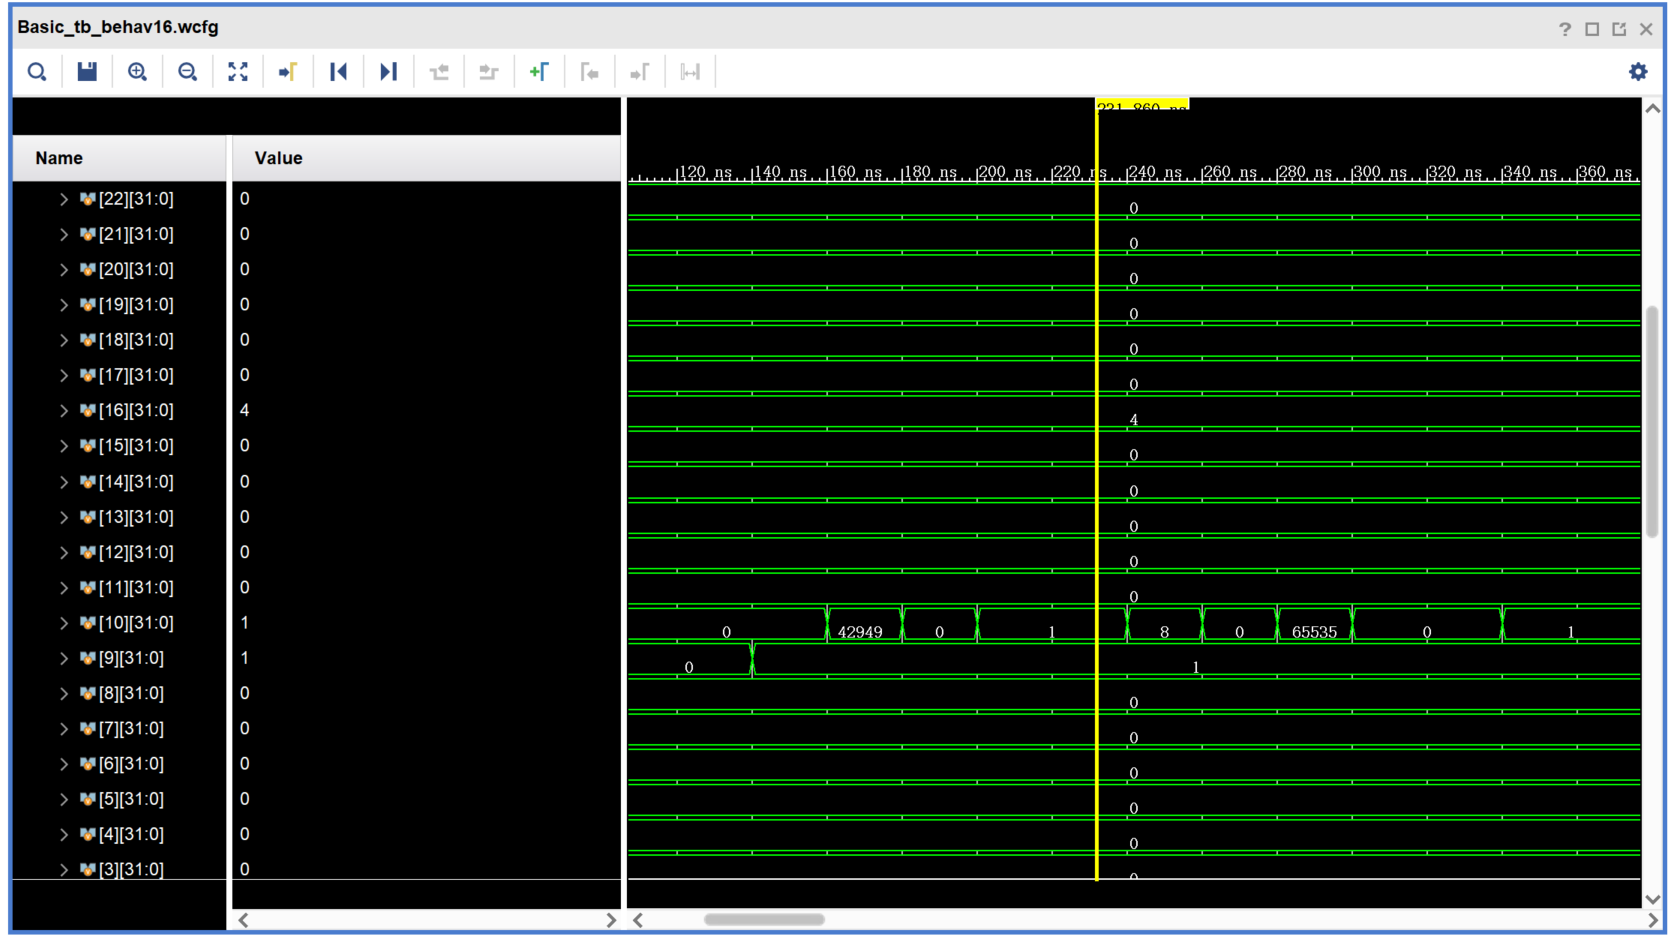 Basic_tb_behav16.wcfg
231.860 ns
Name Value
120 ns 140 ns 160 ns 180 ns 200 ns 220 ns 240 ns 260 ns 280 ns 300 ns 320 ns 340 ns 360 ns
[22][31:0] 0 0
[21][31:0] 0 0
[20][31:0] 0 0
[19][31:0] 0 0
[18][31:0] 0 0
[17][31:0] 0 0
[16][31:0] 4 4
[15][31:0] 0 0
[14][31:0] 0 0
[13][31:0] 0 0
[12][31:0] 0 0
[11][31:0] 0 0
[10][31:0] 1 0 42949 0 1 8 0 65535 0 1
[9][31:0] 1 0 1
[8][31:0] 0 0
[7][31:0] 0 0
[6][31:0] 0 0
[5][31:0] 0 0
[4][31:0] 0 0
[3][31:0] 0 0